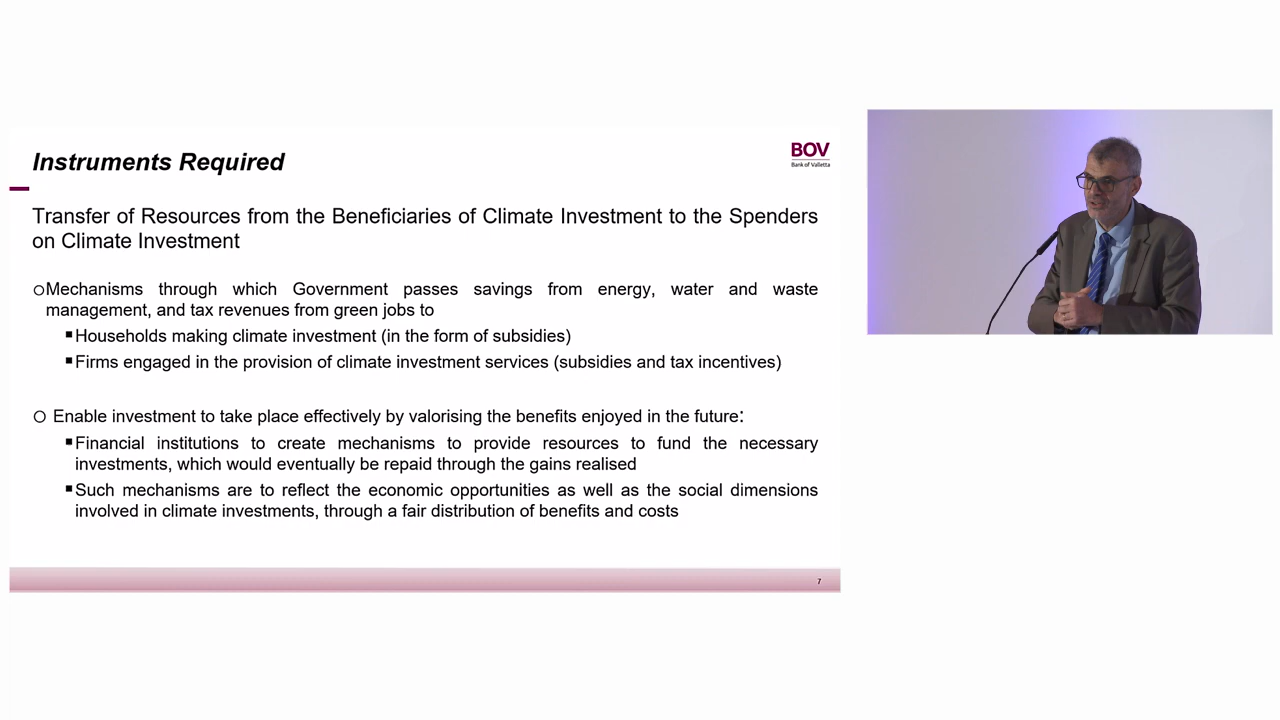 Instruments Required
BOV
Bank of Valletta
Transfer of Resources from the Beneficiaries of Climate Investment to the Spenders
on Climate Investment
Mechanisms through which Government passes savings from energy, water and waste
management, and tax revenues from green jobs to
Households making climate investment (in the form of subsidies)
Firms engaged in the provision of climate investment services (subsidies and tax incentives)
Enable investment to take place effectively by valorising the benefits enjoyed in the future:
Financial institutions to create mechanisms to provide resources to fund the necessary
investments, which would eventually be repaid through the gains realised
Such mechanisms are to reflect the economic opportunities as well as the social dimensions
involved in climate investments, through a fair distribution of benefits and costs
7